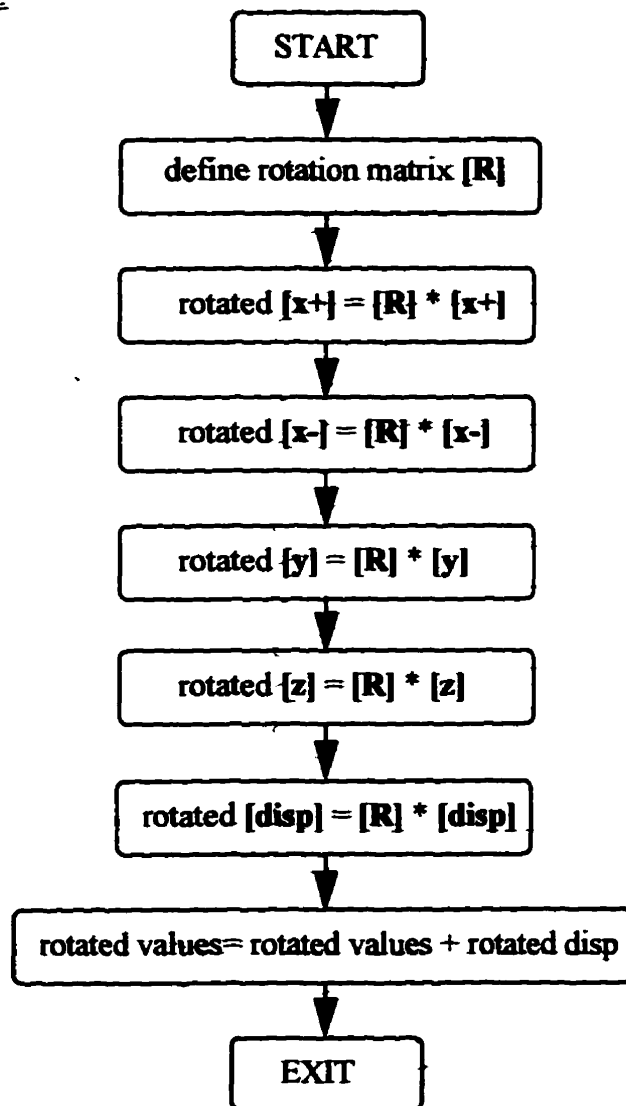 START
define rotation matrix [R]
rotated [x+] = [R] * [x+]
rotated [x-] = [R] * [x-]
rotated [y] = [R] * [y]
rotated [z] = [R] * [z]
rotated [disp] = [R] * [disp]
rotated values= rotated values + rotated disp
EXIT